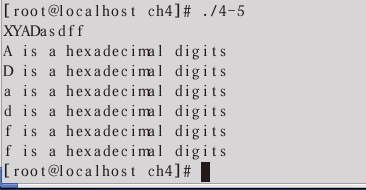 [root@localhost ch4]# ./4-5
XYADasdff
A is a hexadecimal digits
D is a hexadecimal digits
a is a hexadecimal digits
d is a hexadecimal digits
f is a hexadecimal digits
f is a hexadecimal digits
[root@localhost ch4]#